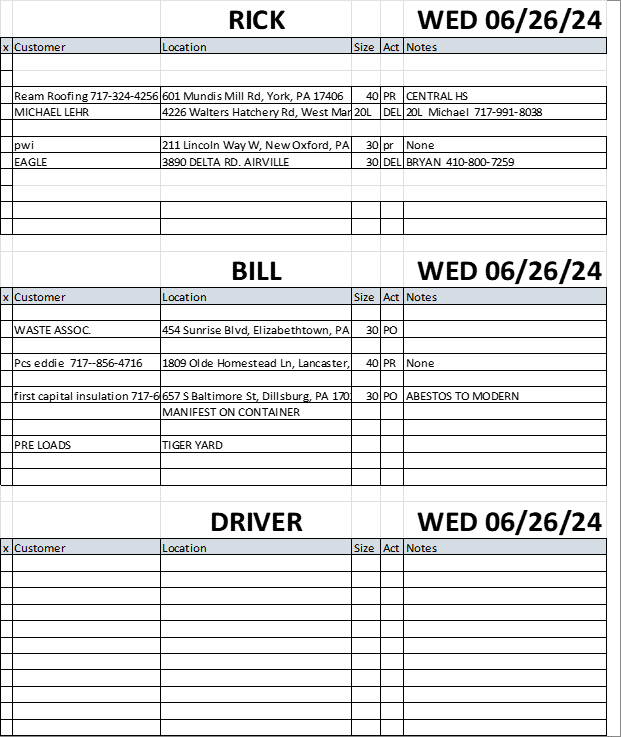 RICK WED 06/26/24
x Customer Location Size Act Notes
Ream Roofing 717-324-4256 601 Mundis Mill Rd, York, PA 17406 40 PR CENTRAL HS
MICHAEL LEHR 4226 Walters Hatchery Rd, West Mar 20L DEL 20L Michael 717-991-8038
pwi 211 Lincoln Way W, New Oxford, PA 30 pr None
EAGLE 3890 DELTA RD. AIRVILLE 30 DEL BRYAN 410-800-7259
BILL WED 06/26/24
x Customer Location Size Act Notes
WASTE ASSOC. 454 Sunrise Blvd, Elizabethtown, PA 30 PO
Pcs eddie 717--856-4716 1809 Olde Homestead Ln, Lancaster, 40 PR None
first capital insulation 717-6 657 S Baltimore St, Dillsburg, PA 170 30 PO ABESTOS TO MODERN
MANIFEST ON CONTAINER
PRE LOADS TIGER YARD
DRIVER WED 06/26/24
x Customer Location Size Act Notes